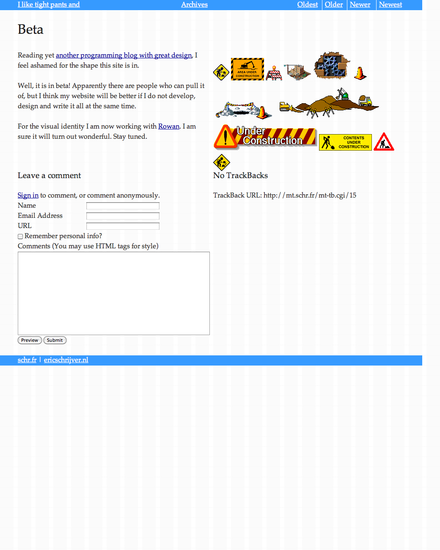 I like tight pants and
Archives
Oldest | Older | Newer | Newest
Beta
Reading yet another programming blog with great design, I
feel ashamed for the shape this site is in.
Well, it is in beta! Apparently there are people who can pull it
of, but I think my website will be better if I do not develop,
design and write it all at the same time.
For the visual identity I am now working with Rowan. I am
sure it will turn out wonderful. Stay tuned.
AREA UNDER
CONSTRUCTION
Under
Construction
CONTENTS
UNDER
CONSTRUCTION
Leave a comment
Sign in to comment, or comment anonymously.
Name
Email Address
URL
Remember personal info?
Comments (You may use HTML tags for style)
Preview Submit
No TrackBacks
TrackBack URL: http://mt.schr.fr/mt-tb.cgi/15
schr.fr | ericschrijver.nl